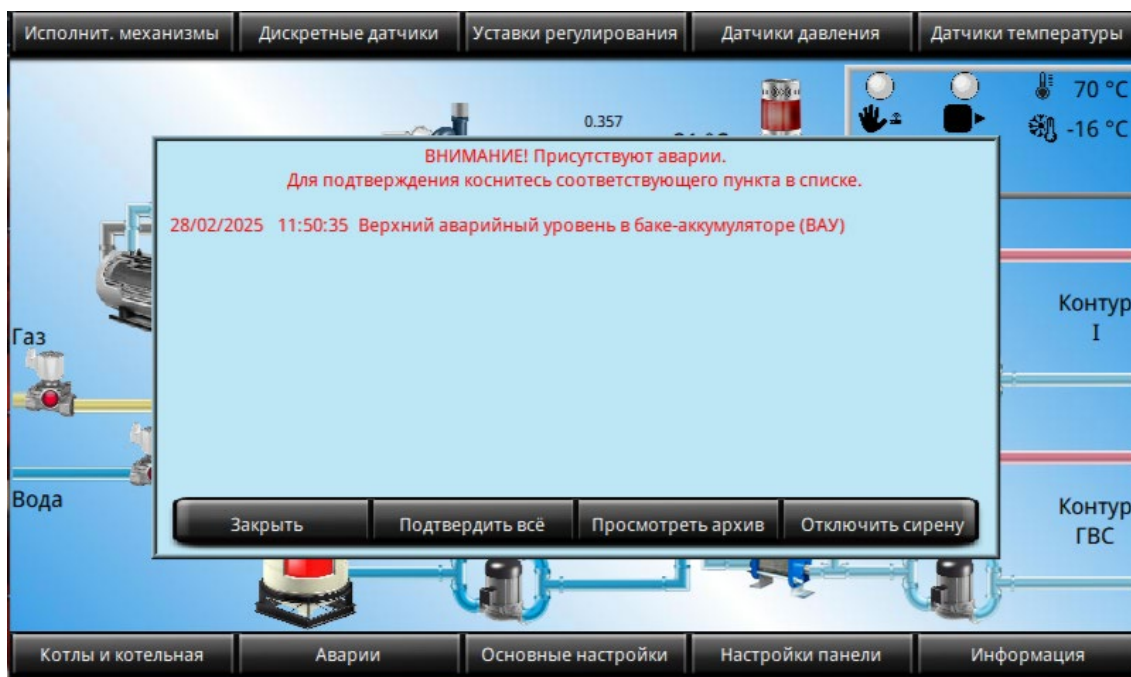 Исполнит. механизмы
Дискретные датчики
Уставки регулирования
Датчики давления
Датчики температуры
70 °C
0.357
-16 °C
ВНИМАНИЕ! Присутствуют аварии.
Для подтверждения коснитесь соответствующего пункта в списке.
28/02/2025 11:50:35 Верхний аварийный уровень в баке-аккумуляторе (ВАУ)
Контур
I
Газ
Вода
Контур
ГВС
Закрыть
Подтвердить всё
Просмотреть архив
Отключить сирену
Котлы и котельная
Аварии
Основные настройки
Настройки панели
Информация